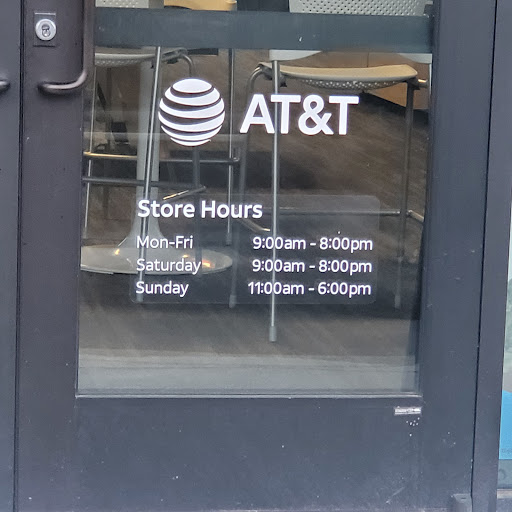 AT&T
Store Hours
Mon-Fri 9:00am - 8:00pm
Saturday 9:00am - 8:00pm
Sunday 11:00am - 6:00pm